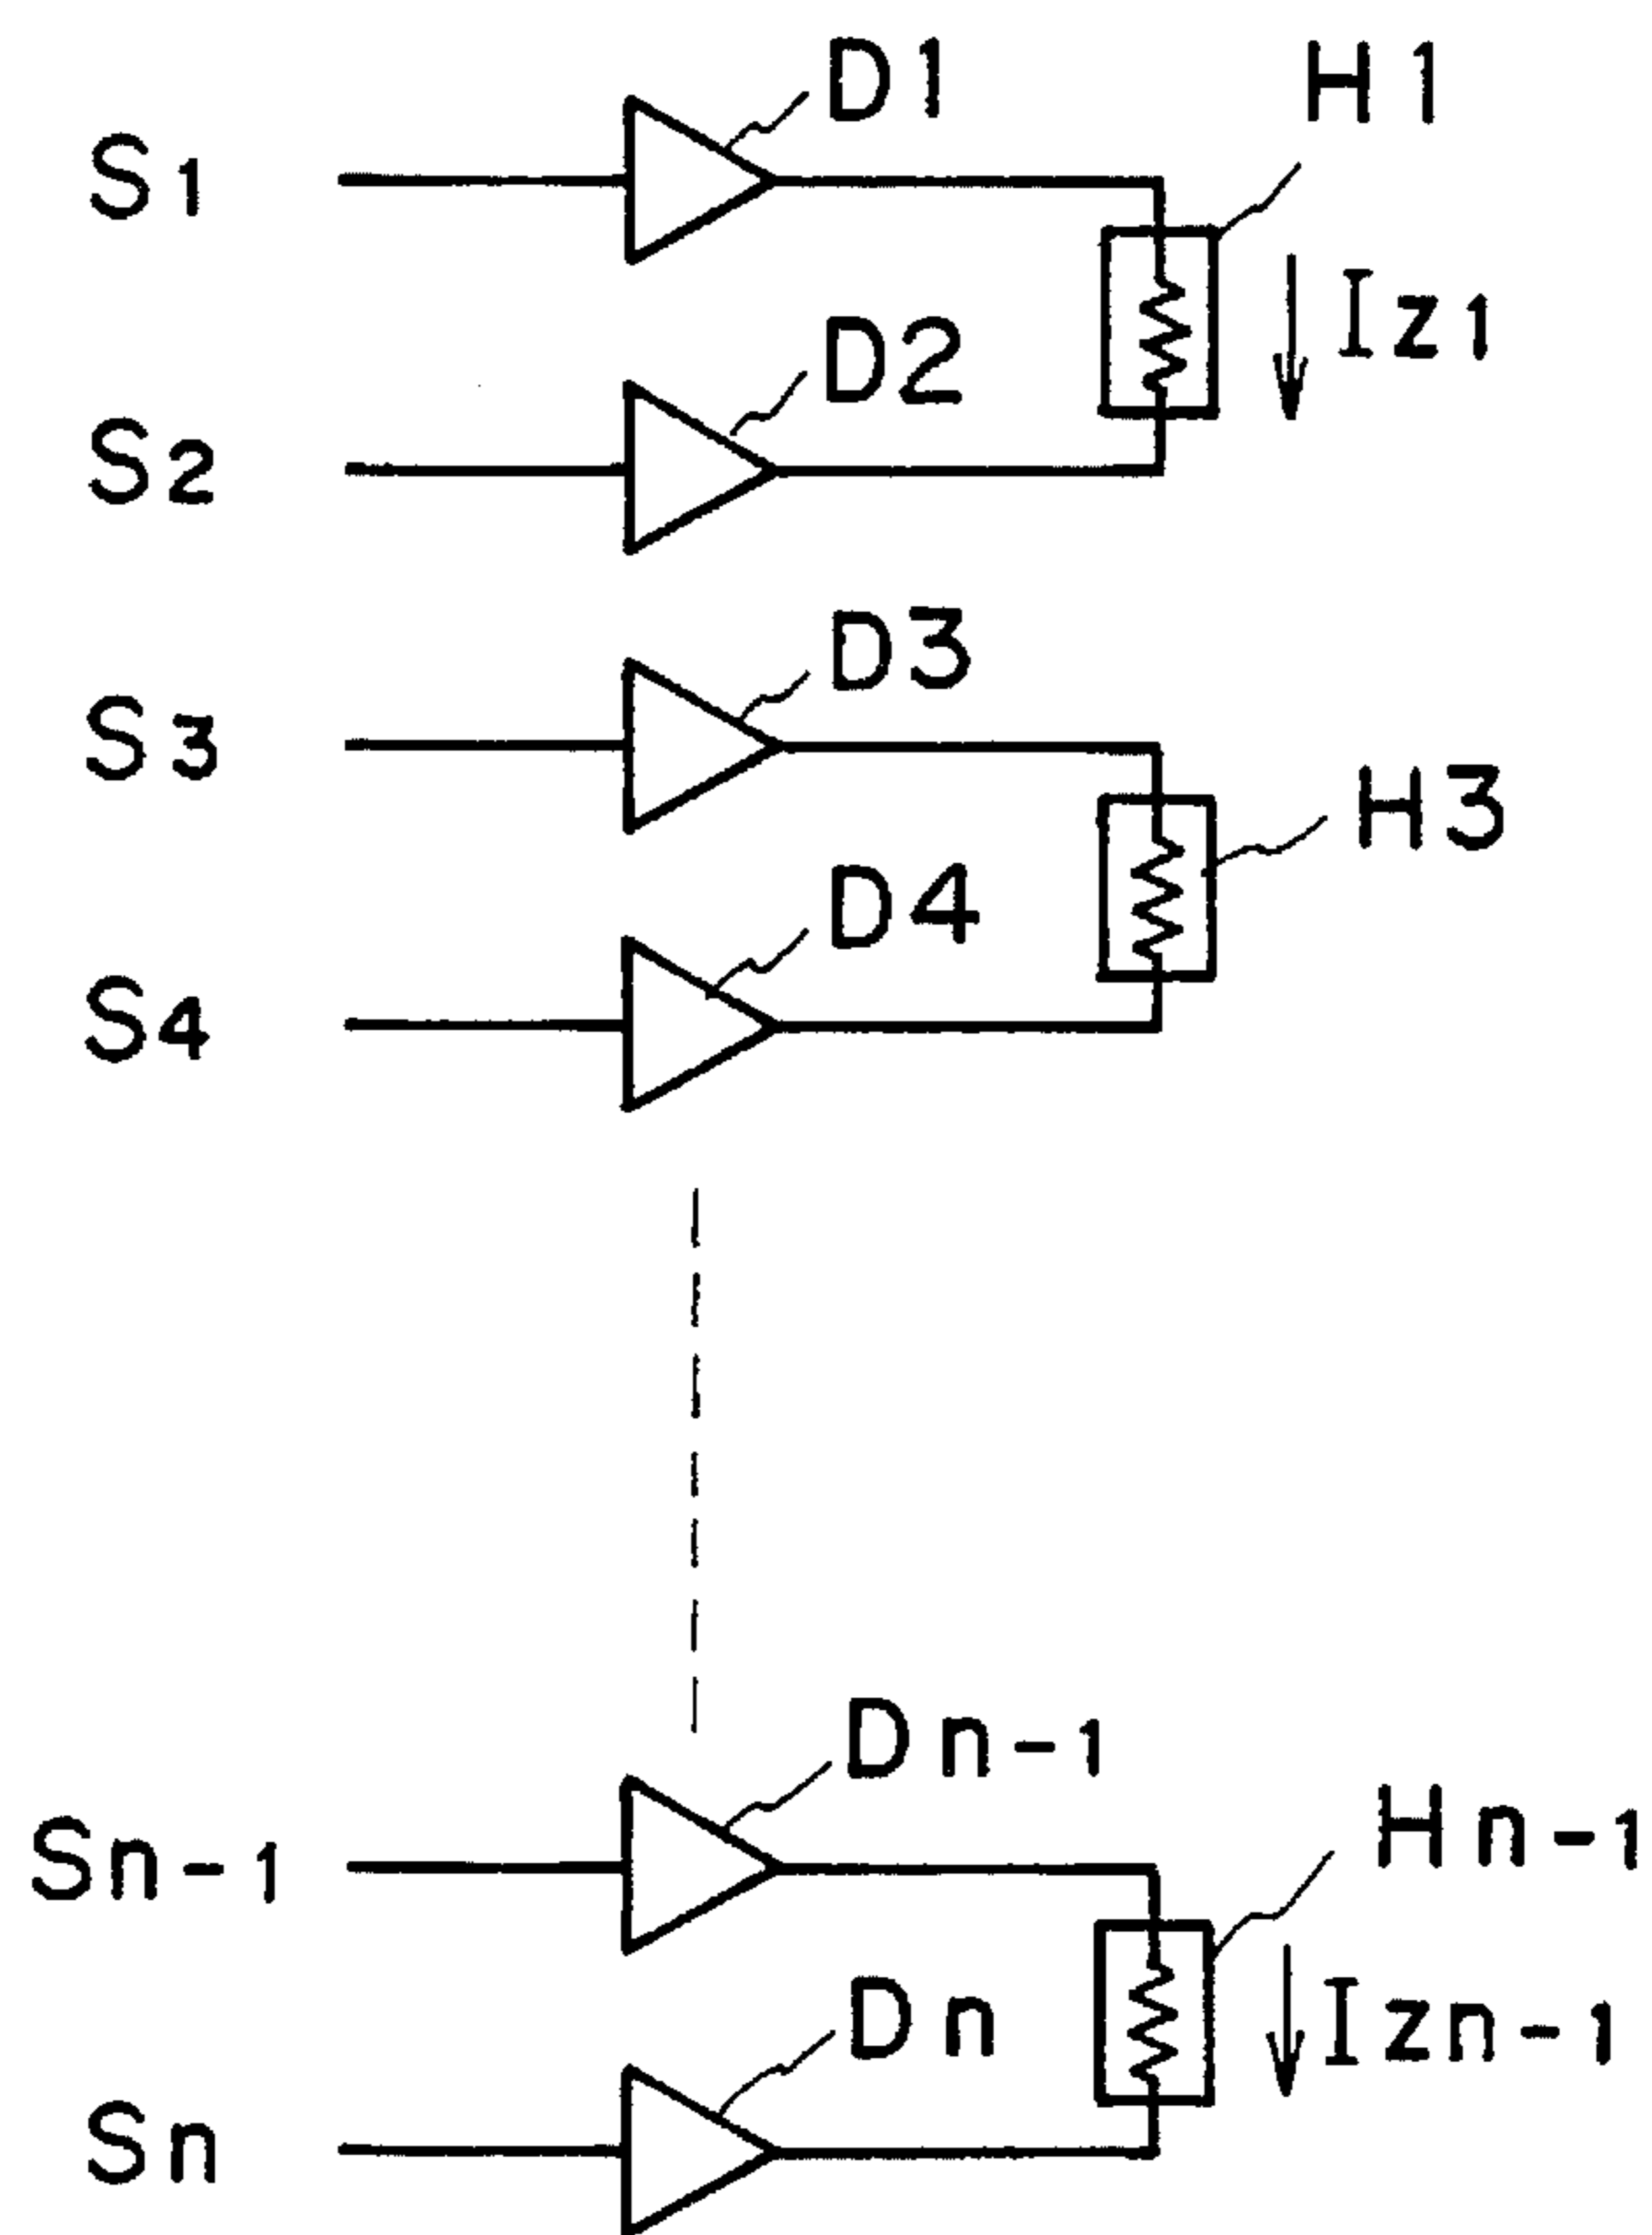 D1
H1
S1
Iz1
D2
S2
D3
S3
H3
D4
S4
Dn-1
Hn-1
Sn-1
Dn
Izn-1
Sn